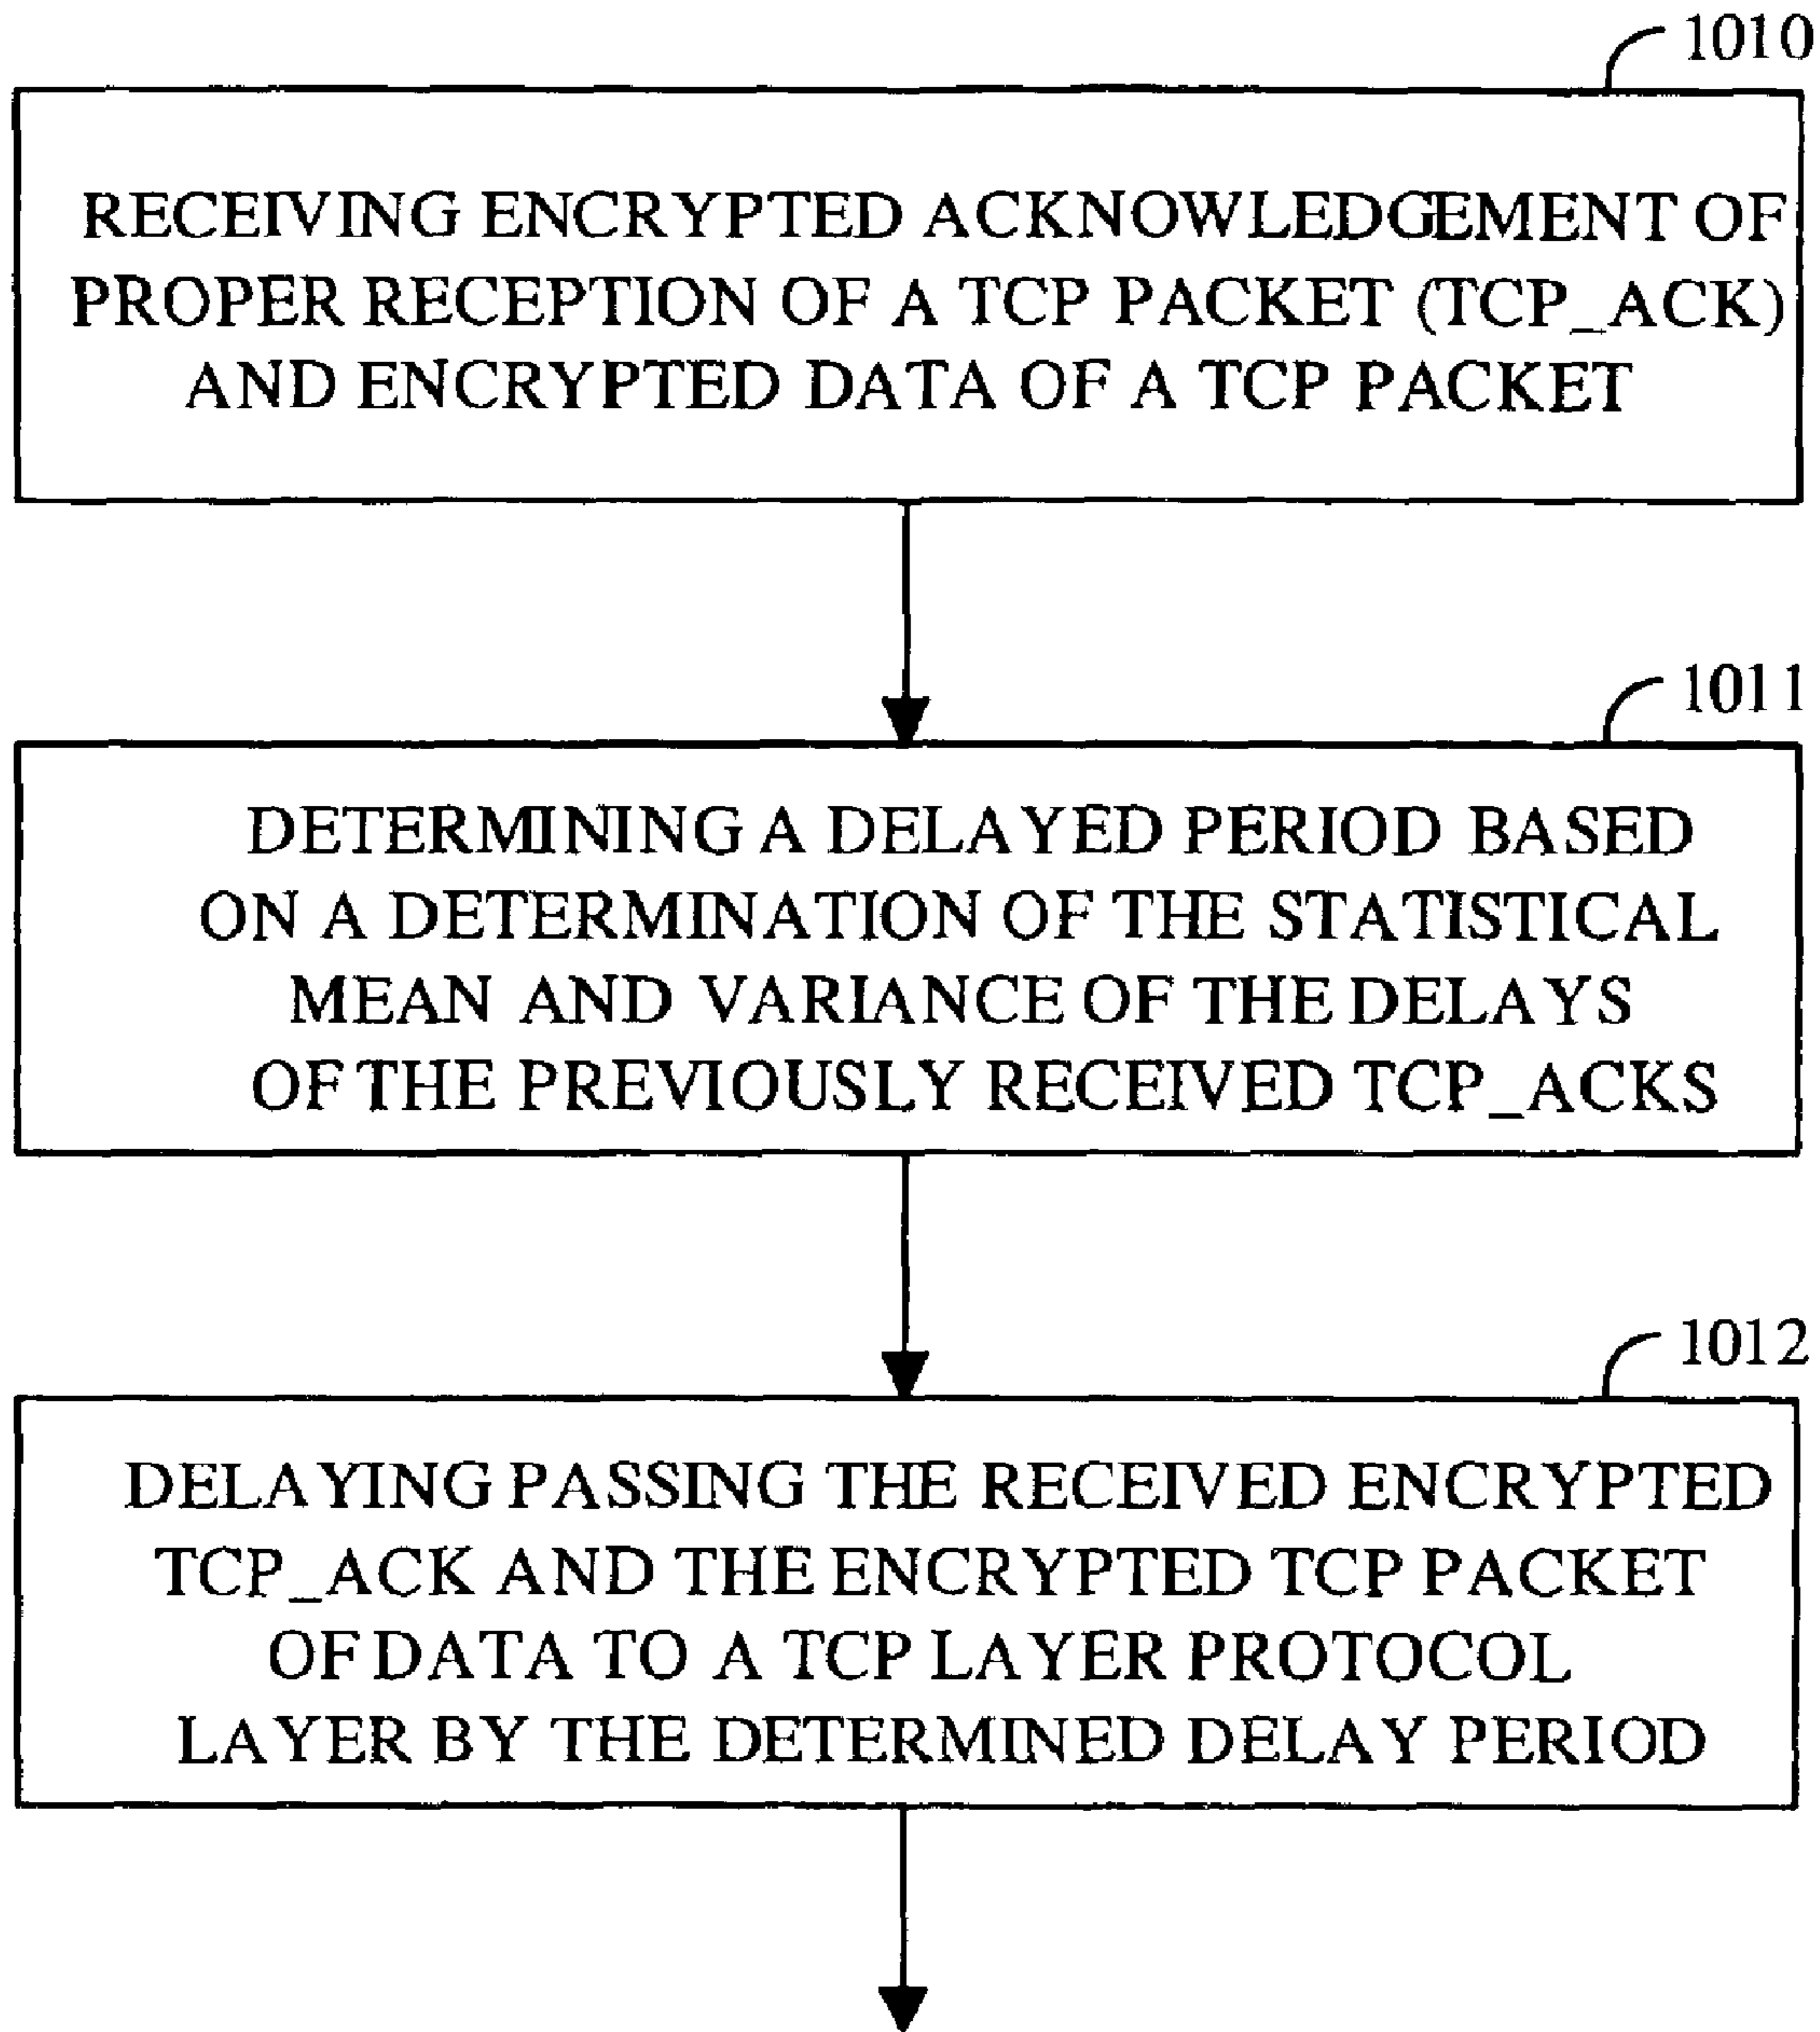 1010
RECEIVING ENCRYPTED ACKNOWLEDGEMENT OF
PROPER RECEPTION OF A TCP PACKET (TCP_ACK)
AND ENCRYPTED DATA OF A TCP PACKET
1011
DETERMINING A DELAYED PERIOD BASED
ON A DETERMINATION OF THE STATISTICAL
MEAN AND VARIANCE OF THE DELAYS
OF THE PREVIOUSLY RECEIVED TCP_ACKS
1012
DELAYING PASSING THE RECEIVED ENCRYPTED
TCP_ACK AND THE ENCRYPTED TCP PACKET
OF DATA TO A TCP LAYER PROTOCOL
LAYER BY THE DETERMINED DELAY PERIOD